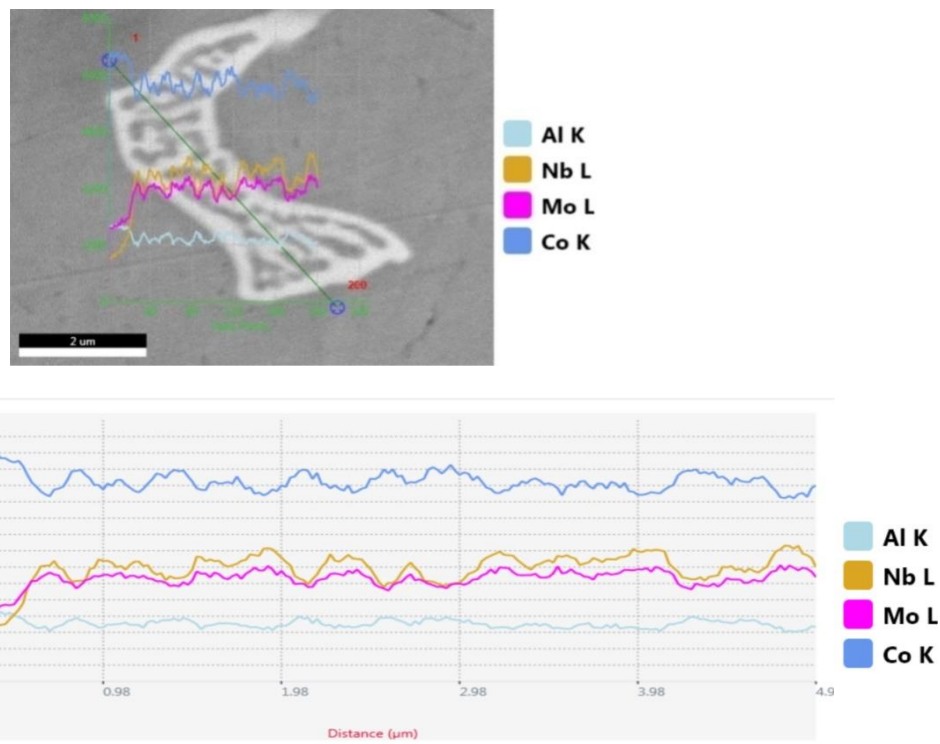 1
Al K
Nb L
Mo L
Co K
200
2 um
Al K
Nb L
Mo L
Co K
0.98
1.98
2.98
3.98
4.9
Distance (µm)